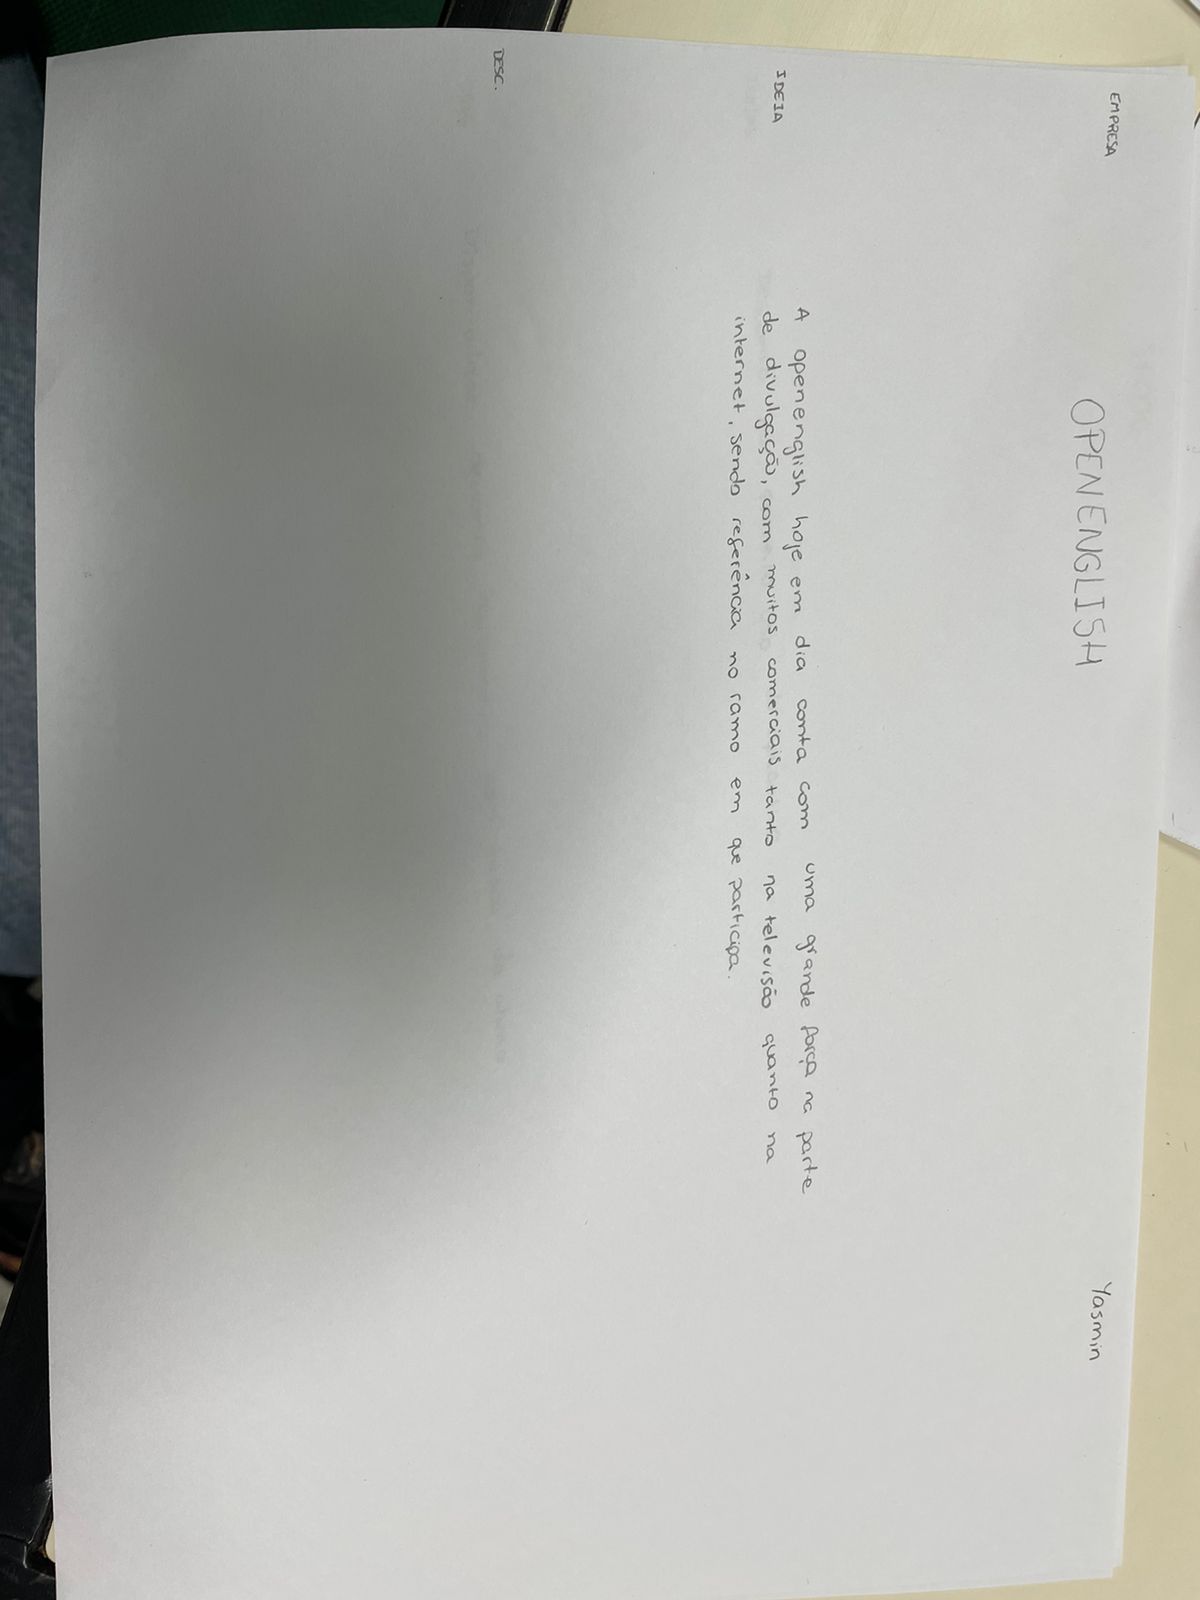 EMPRESA
OPENENGLISH
Yasmin
IDEIA
A openenglish hoje em dia conta com uma grande força na parte
de divulgação, com muitos comerciais tanto na televisão quanto na
internet, sendo referência no ramo em que participa.
DESC.